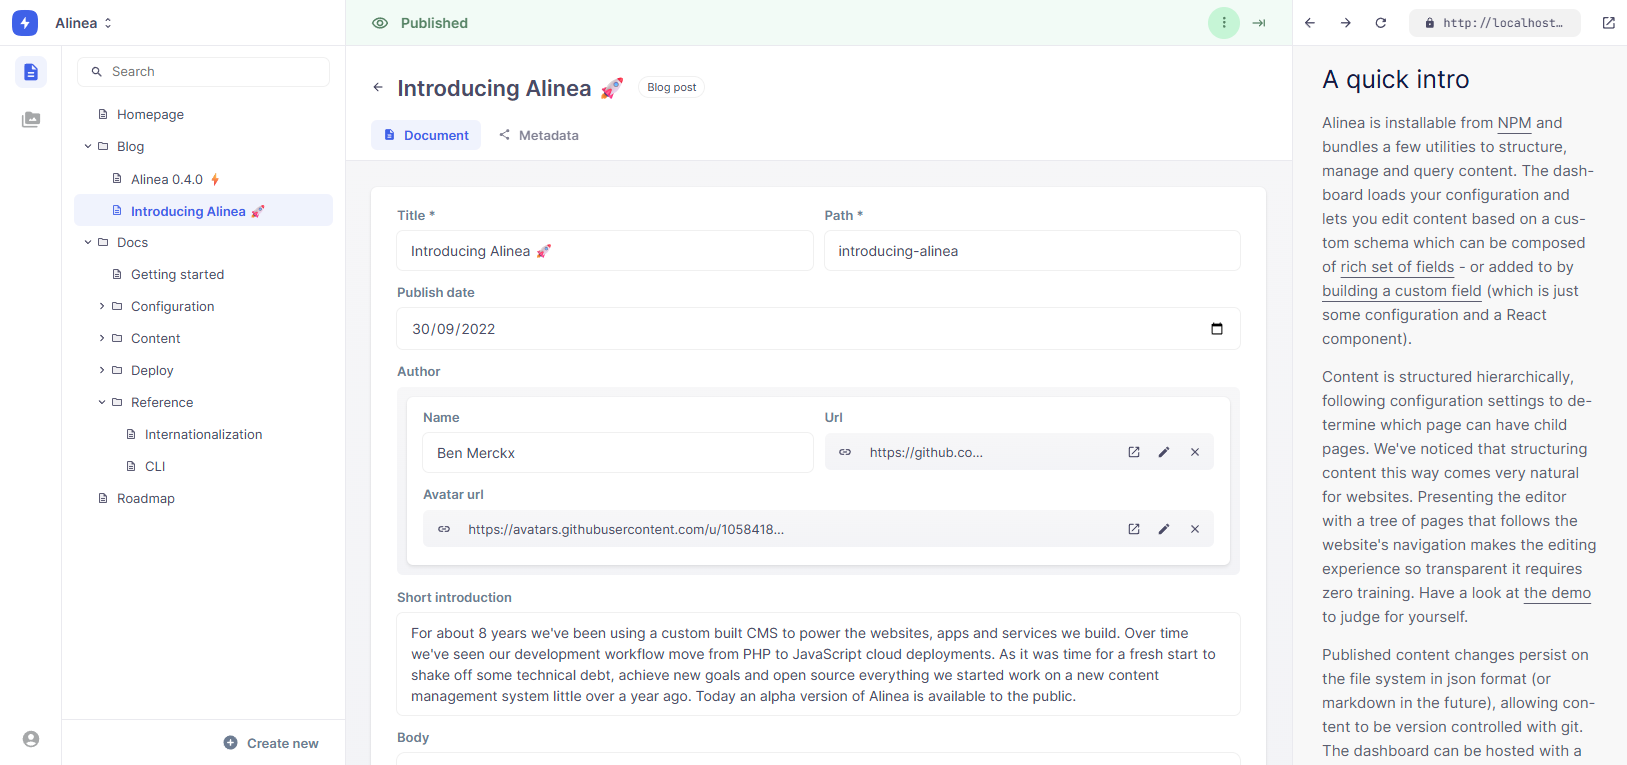 Alinea
Search
Homepage
Blog
Alinea 0.4.0 ⚡
Introducing Alinea 🚀
Docs
Getting started
Configuration
Content
Deploy
Reference
Internationalization
CLI
Roadmap
Create new
Published
Introducing Alinea 🚀 Blog post
Document Metadata
Title *
Introducing Alinea 🚀
Path *
introducing-alinea
Publish date
30/09/2022
Author
Name
Ben Merckx
Url
https://github.co...
Avatar url
https://avatars.githubusercontent.com/u/1058418...
Short introduction
For about 8 years we've been using a custom built CMS to power the websites, apps and services we build. Over time
we've seen our development workflow move from PHP to JavaScript cloud deployments. As it was time for a fresh start to
shake off some technical debt, achieve new goals and open source everything we started work on a new content
management system little over a year ago. Today an alpha version of Alinea is available to the public.
Body
http://localhost...
A quick intro
Alinea is installable from NPM and
bundles a few utilities to structure,
manage and query content. The dash-
board loads your configuration and
lets you edit content based on a cus-
tom schema which can be composed
of rich set of fields - or added to by
building a custom field (which is just
some configuration and a React
component).
Content is structured hierarchically,
following configuration settings to de-
termine which page can have child
pages. We've noticed that structuring
content this way comes very natural
for websites. Presenting the editor
with a tree of pages that follows the
website's navigation makes the editing
experience so transparent it requires
zero training. Have a look at the demo
to judge for yourself.
Published content changes persist on
the file system in json format (or
markdown in the future), allowing con-
tent to be version controlled with git.
The dashboard can be hosted with a